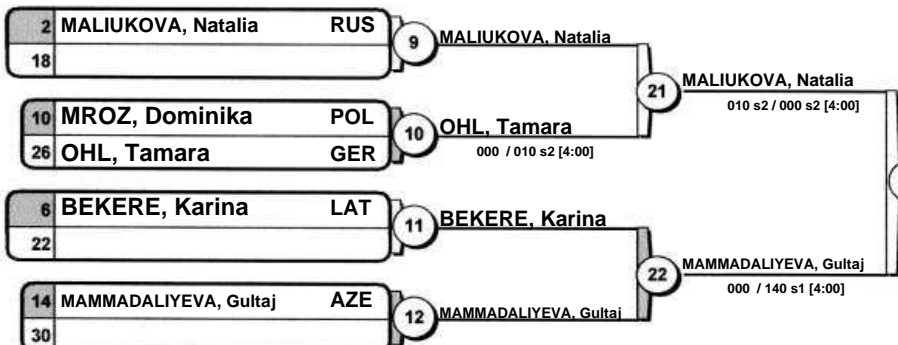 2 MALIUKOVA, Natalia RUS
18
9 MALIUKOVA, Natalia
10 MROZ, Dominika POL
26 OHL, Tamara GER
10 OHL, Tamara
000 / 010 s2 [4:00]
21 MALIUKOVA, Natalia
010 s2 / 000 s2 [4:00]
6 BEKERE, Karina LAT
22
11 BEKERE, Karina
14 MAMMADALIYEVA, Gultaj AZE
30
12 MAMMADALIYEVA, Gultaj
22 MAMMADALIYEVA, Gultaj
000 / 140 s1 [4:00]